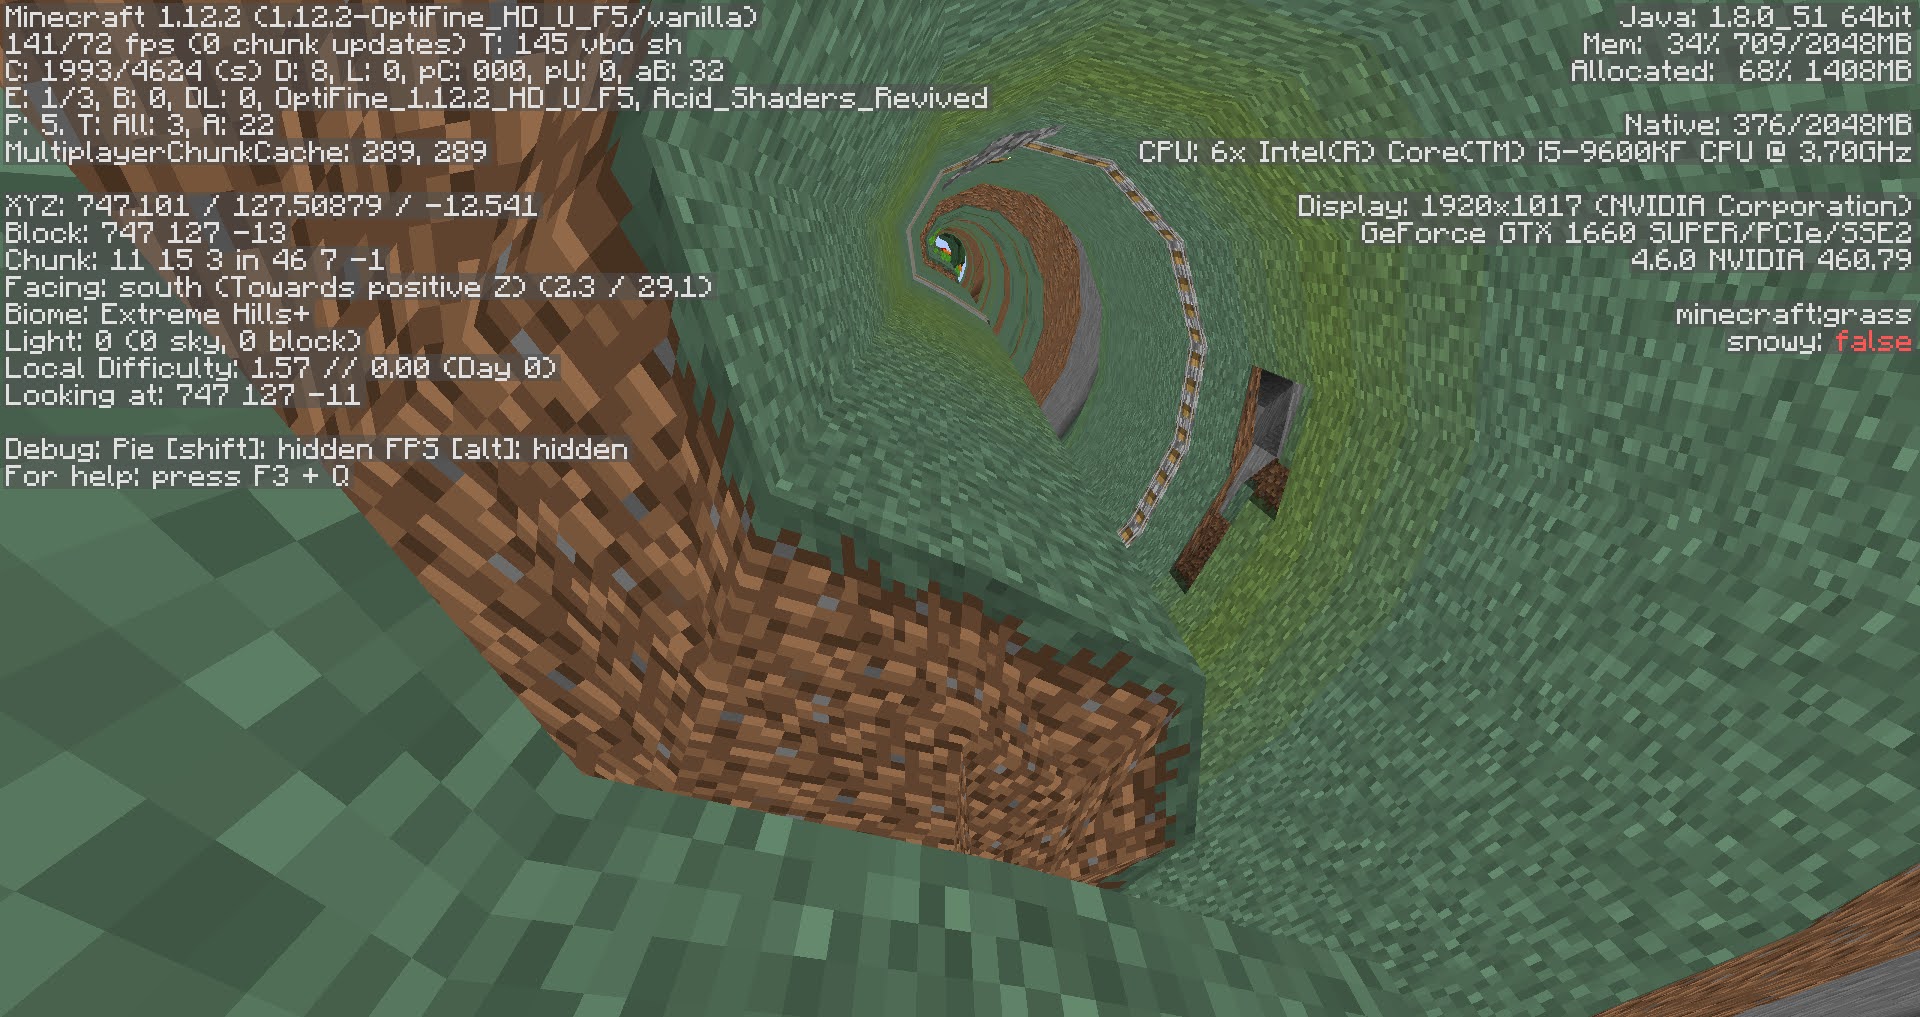 Minecraft 1.12.2 (1.12.2-OptiFine_HD_U_F5/vanilla)
141/72 fps (0 chunk updates) T: 145 vbo sh
C: 1993/4624 (s) D: 8, L: 0, pC: 000, pU: 0, aB: 32
E: 1/3, B: 0, DL: 0, OptiFine_1.12.2_HD_U_F5, Acid_Shaders_Revived
P: 5. T: All: 3, A: 22
MultiplayerChunkCache: 289, 289
XYZ: 747.101 / 127.50879 / -12.541
Block: 747 127 -13
Chunk: 11 15 3 in 46 7 -1
Facing: south (Towards positive Z) (2.3 / 29.1)
Biome: Extreme Hills+
Light: 0 (0 sky, 0 block)
Local Difficulty: 1.57 // 0.00 (Day 0)
Looking at: 747 127 -11
Debug: Pie [shift]: hidden FPS [alt]: hidden
For help: press F3 + Q
Java: 1.8.0_51 64bit
Mem: 34% 709/2048MB
Allocated: 68% 1408MB
Native: 376/2048MB
CPU: 6x Intel(R) Core(TM) i5-9600KF CPU @ 3.70GHz
Display: 1920x1017 (NVIDIA Corporation)
GeForce GTX 1660 SUPER/PCIe/SSE2
4.6.0 NVIDIA 460.79
minecraft:grass
snowy: false